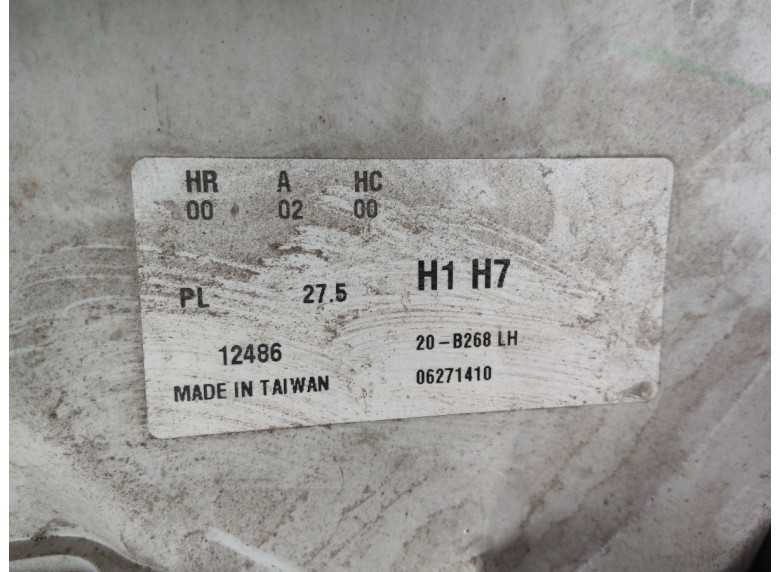 HR A HC
00 02 00
PL 27.5 H1 H7
12486 20-B268 LH
MADE IN TAIWAN 06271410